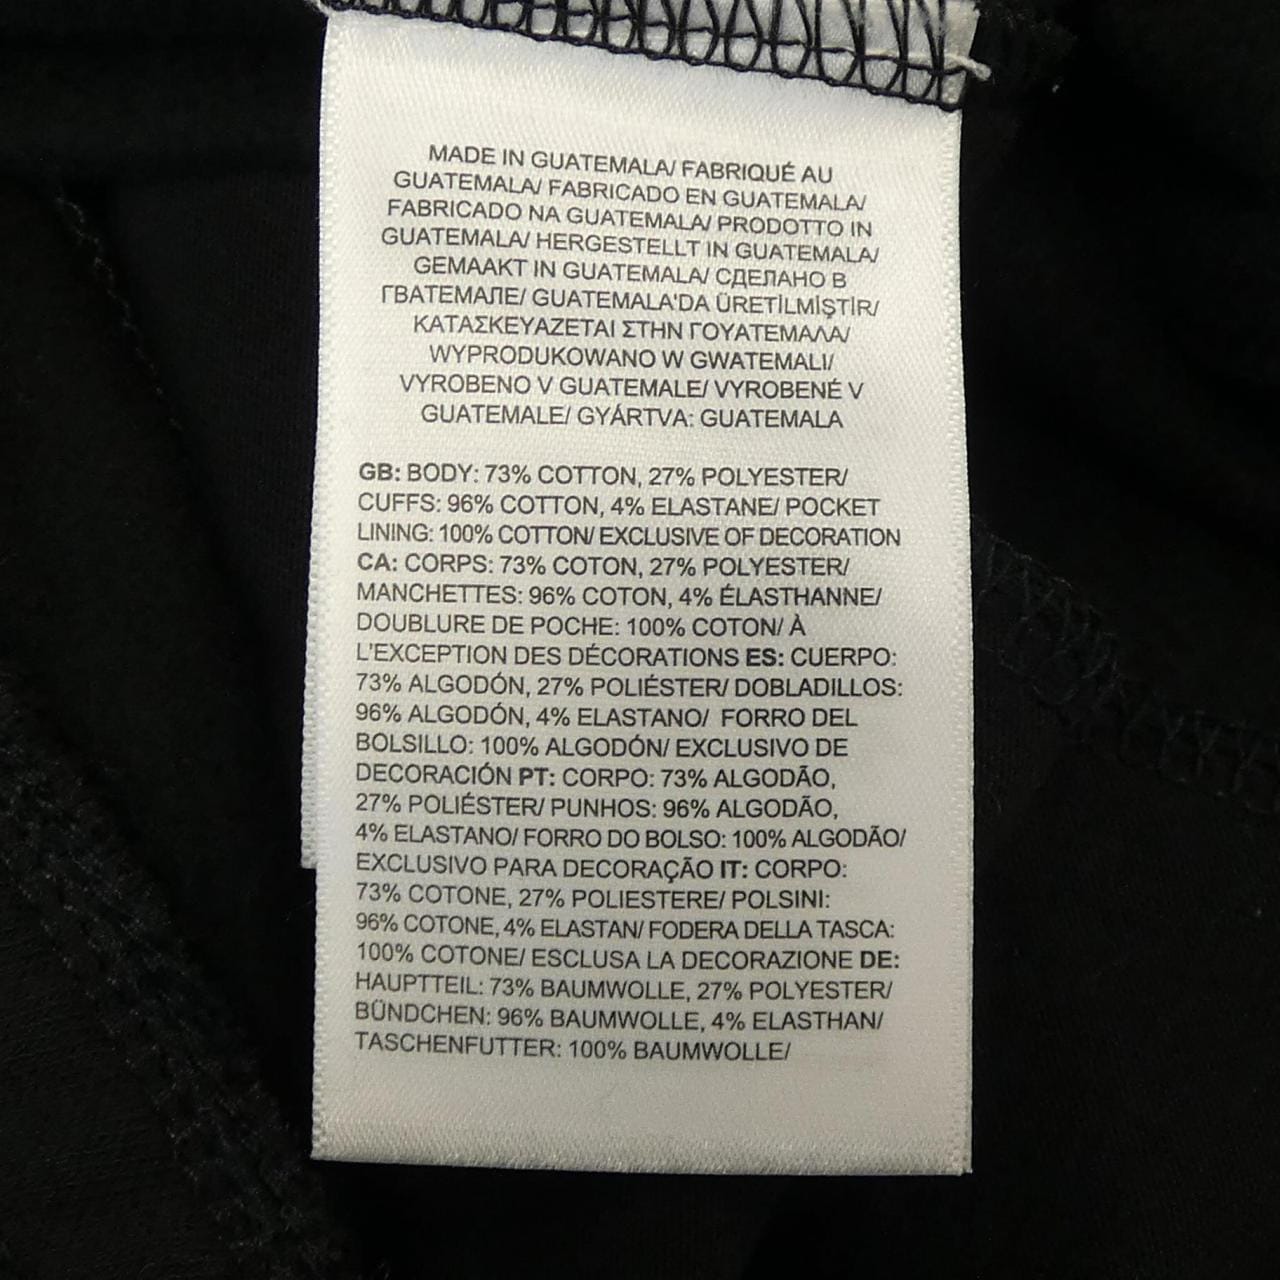 MADE IN GUATEMALA/ FABRIQUÉ AU
GUATEMALA/ FABRICADO EN GUATEMALA/
FABRICADO NA GUATEMALA/ PRODOTTO IN
GUATEMALA/ HERGESTELLT IN GUATEMALA/
GEMAAKT IN GUATEMALA/ СДЕЛАНО В
ГВАТЕМАЛЕ/ GUATEMALA'DA ÜRETİLMİŞTİR/
ΚΑΤΑΣΚΕΥΑΖΕΤΑΙ ΣΤΗΝ ΓΟΥΑΤΕΜΑΛΑ/
WYPRODUKOWANO W GWATEMALI/
VYROBENO V GUATEMALE/ VYROBENÉ V
GUATEMALE/ GYÁRTVA: GUATEMALA
GB: BODY: 73% COTTON, 27% POLYESTER/
CUFFS: 96% COTTON, 4% ELASTANE/ POCKET
LINING: 100% COTTON/ EXCLUSIVE OF DECORATION
CA: CORPS: 73% COTON, 27% POLYESTER/
MANCHETTES: 96% COTON, 4% ÉLASTHANNE/
DOUBLURE DE POCHE: 100% COTON/ À
L'EXCEPTION DES DÉCORATIONS ES: CUERPO:
73% ALGODÓN, 27% POLIÉSTER/ DOBLADILLOS:
96% ALGODÓN, 4% ELASTANO/ FORRO DEL
BOLSILLO: 100% ALGODÓN/ EXCLUSIVO DE
DECORACIÓN PT: CORPO: 73% ALGODÃO,
27% POLIÉSTER/ PUNHOS: 96% ALGODÃO,
4% ELASTANO/ FORRO DO BOLSO: 100% ALGODÃO/
EXCLUSIVO PARA DECORAÇÃO IT: CORPO:
73% COTONE, 27% POLIESTERE/ POLSINI:
96% COTONE, 4% ELASTAN/ FODERA DELLA TASCA:
100% COTONE/ ESCLUSA LA DECORAZIONE DE:
HAUPTTEIL: 73% BAUMWOLLE, 27% POLYESTER/
BÜNDCHEN: 96% BAUMWOLLE, 4% ELASTHAN/
TASCHENFUTTER: 100% BAUMWOLLE/